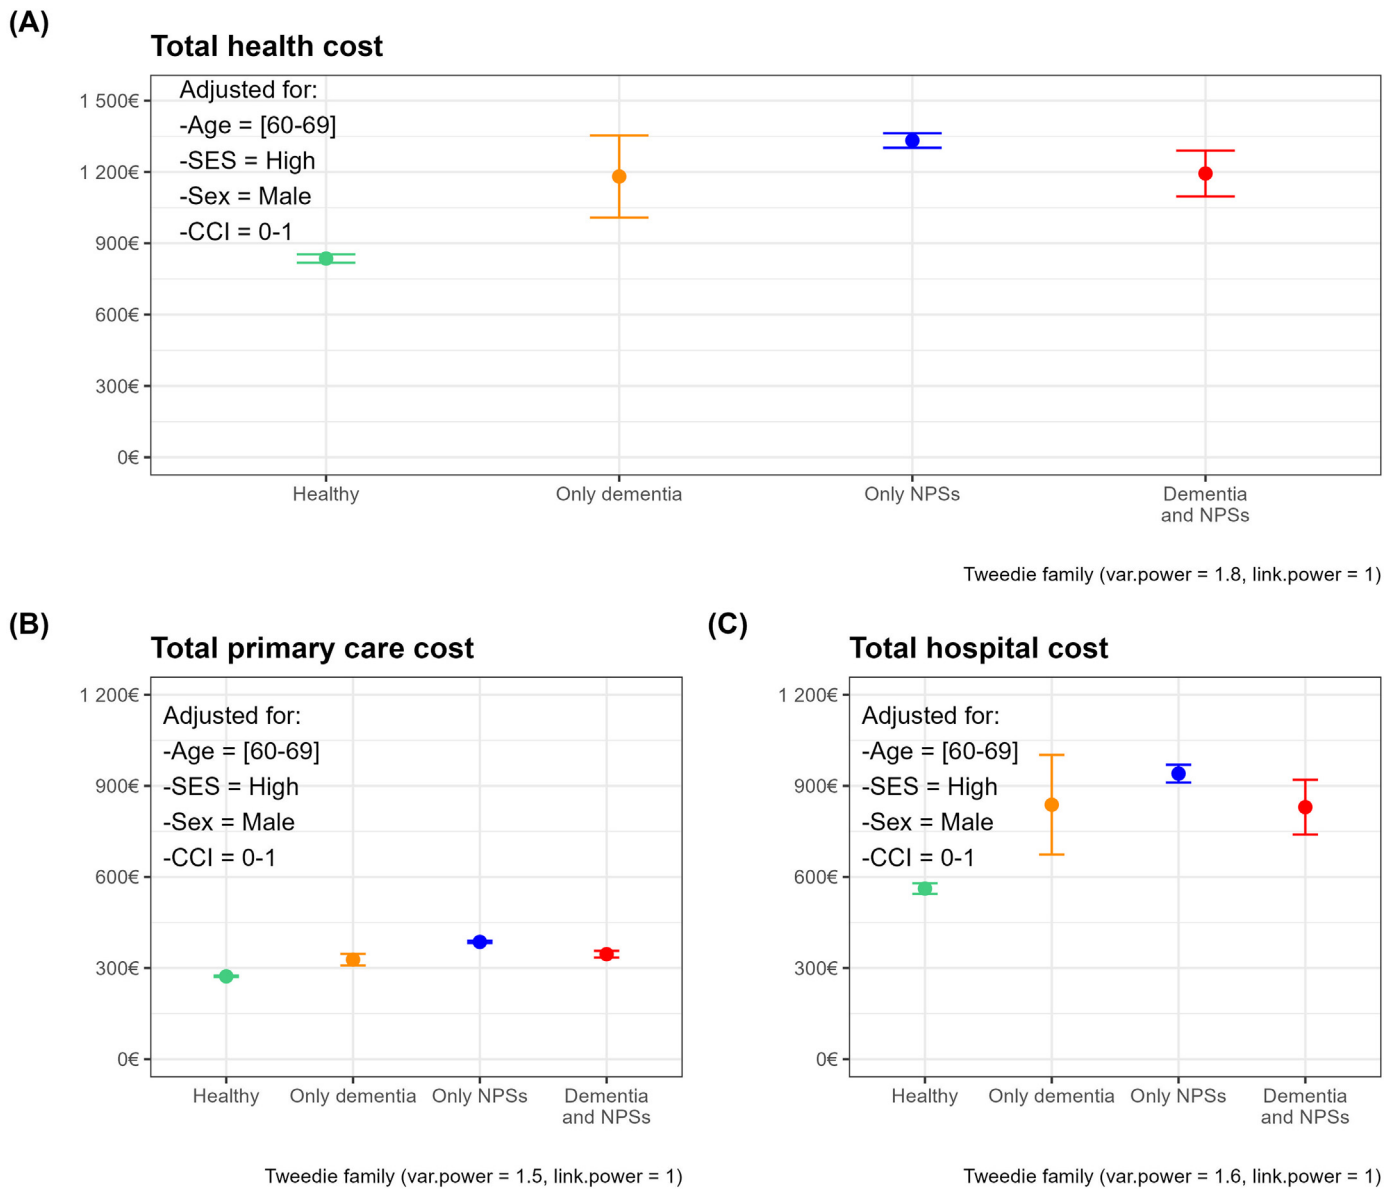 (A)
Total health cost
Adjusted for:
-Age = [60-69]
-SES = High
-Sex = Male
-CCI = 0-1
1 500€
1 200€
900€
600€
300€
0€
Healthy
Only dementia
Only NPSs
Dementia
and NPSs
Tweedie family (var.power = 1.8, link.power = 1)
(B)
Total primary care cost
Adjusted for:
-Age = [60-69]
-SES = High
-Sex = Male
-CCI = 0-1
1 200€
900€
600€
300€
0€
Healthy
Only dementia
Only NPSs
Dementia
and NPSs
Tweedie family (var.power = 1.5, link.power = 1)
(C)
Total hospital cost
Adjusted for:
-Age = [60-69]
-SES = High
-Sex = Male
-CCI = 0-1
1 200€
900€
600€
300€
0€
Healthy
Only dementia
Only NPSs
Dementia
and NPSs
Tweedie family (var.power = 1.6, link.power = 1)